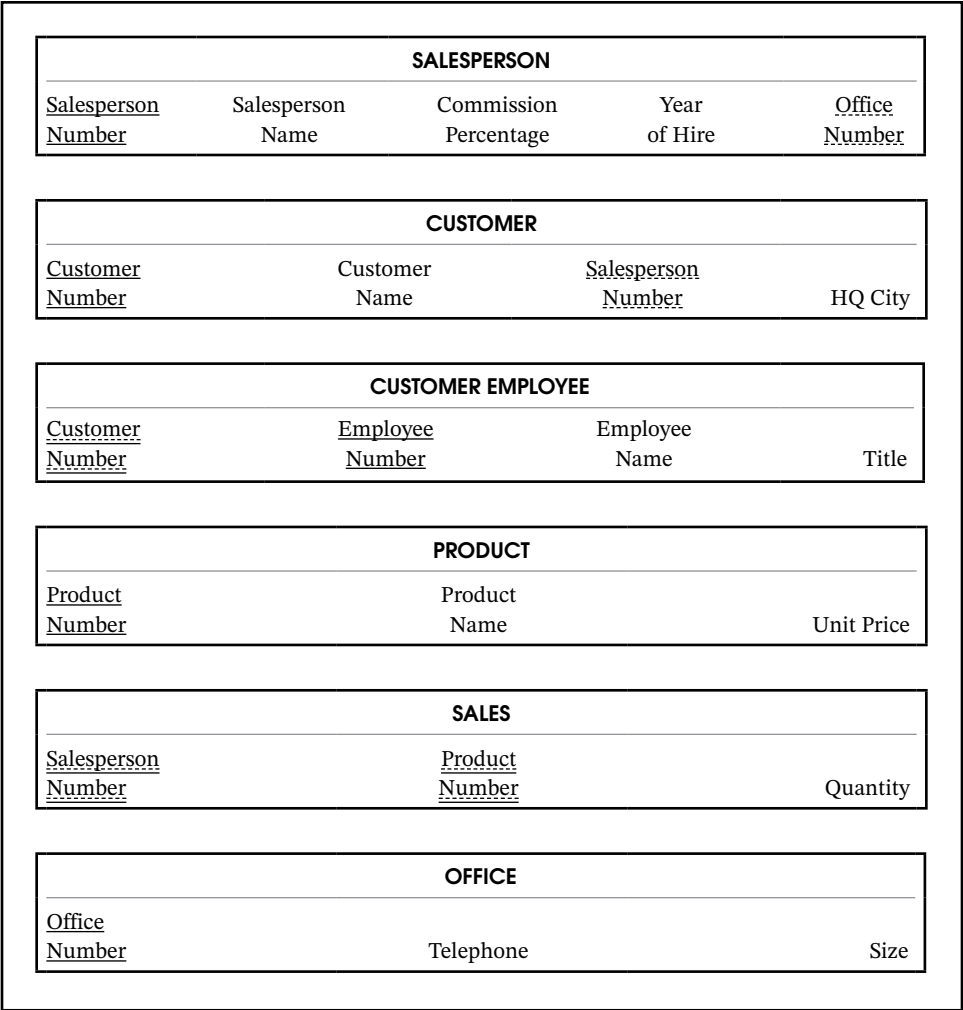 SALESPERSON
Salesperson Salesperson Commission Year Office
Number Name Percentage of Hire Number
CUSTOMER
Customer Customer Salesperson
Number Name Number HQ City
CUSTOMER EMPLOYEE
Customer Employee Employee
Number Number Name Title
PRODUCT
Product Product
Number Name Unit Price
SALES
Salesperson Product
Number Number Quantity
OFFICE
Office
Number Telephone Size